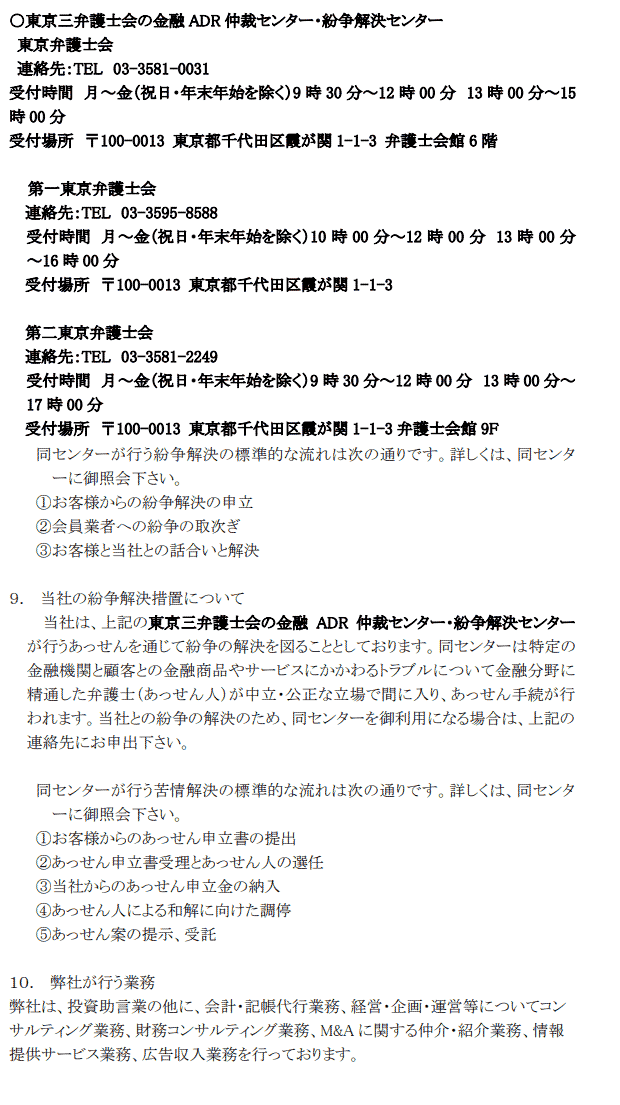 ○東京三弁護士会の金融 ADR 仲裁センター・紛争解決センター
東京弁護士会
連絡先：TEL 03-3581-0031
受付時間 月～金（祝日・年末年始を除く）9 時 30 分～12 時 00 分 13 時 00 分～15
時 00 分
受付場所 〒100-0013 東京都千代田区霞が関 1-1-3 弁護士会館 6 階
第一東京弁護士会
連絡先：TEL 03-3595-8588
受付時間 月～金（祝日・年末年始を除く）10 時 00 分～12 時 00 分 13 時 00 分
～16 時 00 分
受付場所 〒100-0013 東京都千代田区霞が関 1-1-3
第二東京弁護士会
連絡先：TEL 03-3581-2249
受付時間 月～金（祝日・年末年始を除く）9 時 30 分～12 時 00 分 13 時 00 分～
17 時 00 分
受付場所 〒100-0013 東京都千代田区霞が関 1-1-3 弁護士会館 9F
同センターが行う紛争解決の標準的な流れは次の通りです。詳しくは、同センタ
ーに御照会下さい。
①お客様からの紛争解決の申立
②会員業者への紛争の取次ぎ
③お客様と当社との話合いと解決
９． 当社の紛争解決措置について
当社は、上記の東京三弁護士会の金融 ADR 仲裁センター・紛争解決センター
が行うあっせんを通じて紛争の解決を図ることとしております。同センターは特定の
金融機関と顧客との金融商品やサービスにかかわるトラブルについて金融分野に
精通した弁護士（あっせん人）が中立・公正な立場で間に入り、あっせん手続が行
われます。当社との紛争の解決のため、同センターを御利用になる場合は、上記の
連絡先にお申出下さい。
同センターが行う苦情解決の標準的な流れは次の通りです。詳しくは、同センタ
ーに御照会下さい。
①お客様からのあっせん申立書の提出
②あっせん申立書受理とあっせん人の選任
③当社からのあっせん申立金の納入
④あっせん人による和解に向けた調停
⑤あっせん案の提示、受託
１０． 弊社が行う業務
弊社は、投資助言業の他に、会計・記帳代行業務、経営・企画・運営等についてコン
サルティング業務、財務コンサルティング業務、M&A に関する仲介・紹介業務、情報
提供サービス業務、広告収入業務を行っております。